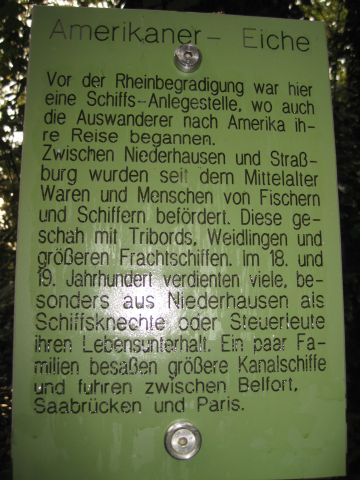 Amerikaner- Eiche
Vor der Rheinbegradigung war hier
eine Schiffs-Anlegestelle, wo auch
die Auswanderer nach Amerika ih-
re Reise begannen.
Zwischen Niederhausen und Straß-
burg wurden seit dem Mittelalter
Waren und Menschen von Fischern
und Schiffern befördert. Diese ge-
schah mit Tribords, Weidlingen und
größeren Frachtschiffen. Im 18. und
19. Jahrhundert verdienten viele, be-
sonders aus Niederhausen als
Schiffsknechte oder Steuerleute
ihren Lebensunterhalt. Ein paar Fa-
milien besaßen größere Kanalschiffe
und fuhren zwischen Belfort,
Saabrücken und Paris.